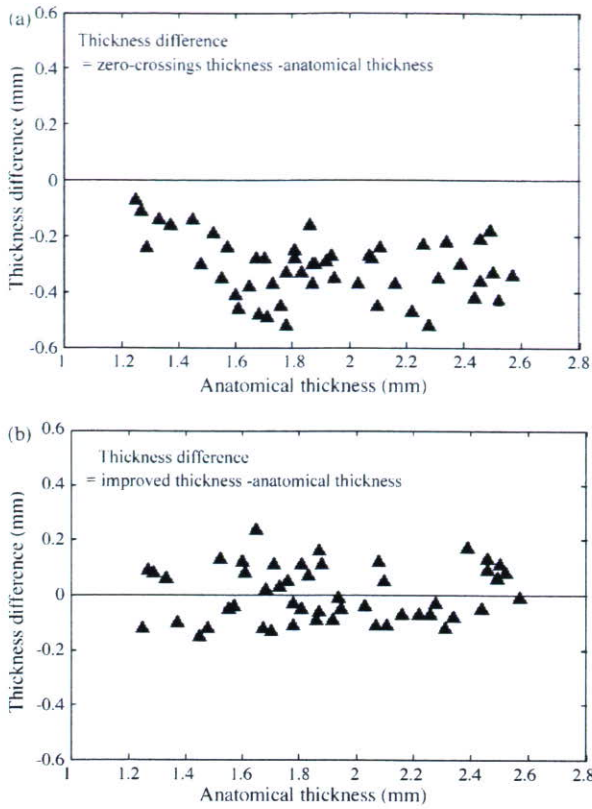 (a)
0.6
Thickness difference
= zero-crossings thickness -anatomical thickness
0.4
0.2
0
-0.2
-0.4
-0.6
Thickness difference (mm)
1 1.2 1.4 1.6 1.8 2 2.2 2.4 2.6 2.8
Anatomical thickness (mm)
(b)
0.6
Thickness difference
= improved thickness -anatomical thickness
0.4
0.2
0
-0.2
-0.4
-0.6
Thickness difference (mm)
1 1.2 1.4 1.6 1.8 2 2.2 2.4 2.6 2.8
Anatomical thickness (mm)